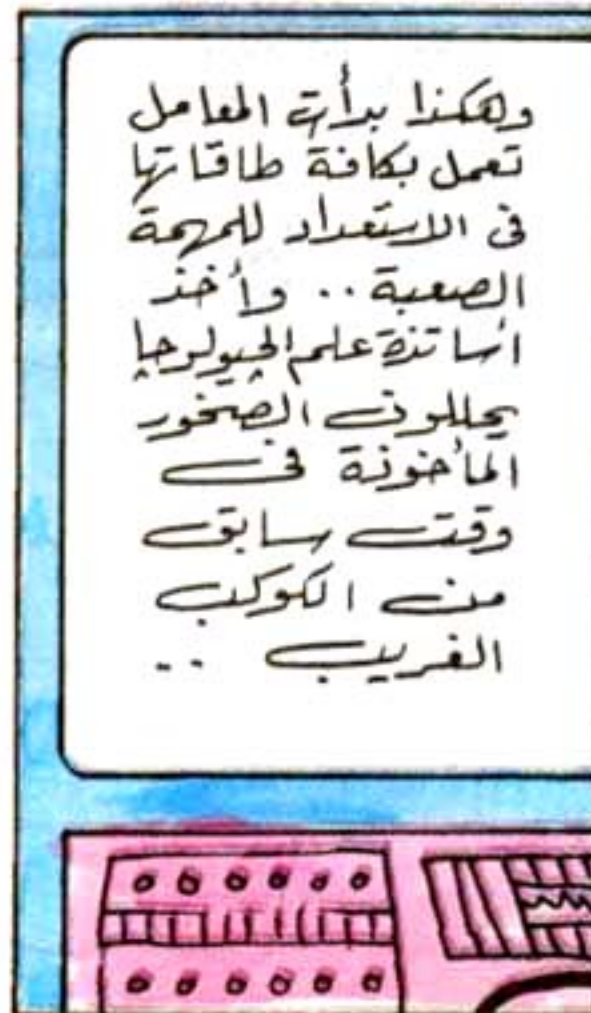 وهكذا بدأت المعامل
تعمل بكافة طاقاتها
فى الاستعداد للمهمة
الصعبة .. وأخذ
أساتذة علم الجيولوجيا
يحللون الصخور
المأخوذة فى
وقت سابق
من الكوكب
الغريب ..